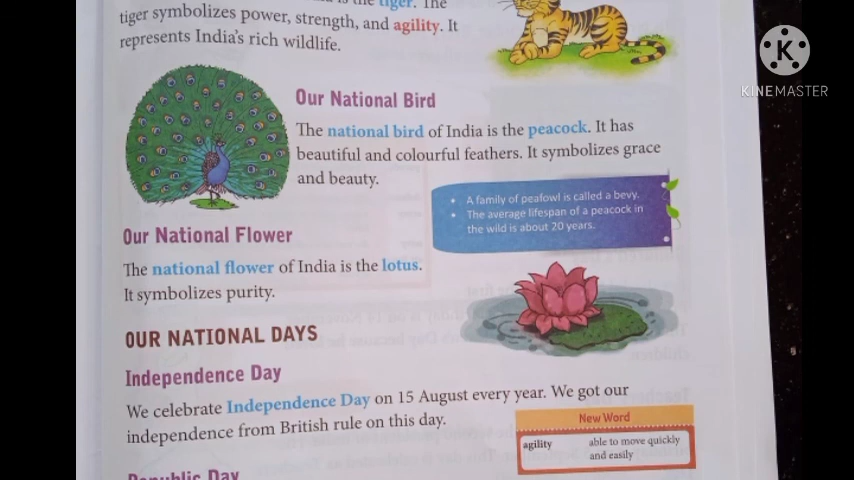 is the tiger. The
tiger symbolizes power, strength, and agility. It
represents India's rich wildlife.
K
KINEMASTER
Our National Bird
The national bird of India is the peacock. It has
beautiful and colourful feathers. It symbolizes grace
and beauty.
• A family of peafowl is called a bevy.
• The average lifespan of a peacock in
the wild is about 20 years.
Our National Flower
The national flower of India is the lotus.
It symbolizes purity.
OUR NATIONAL DAYS
Independence Day
We celebrate Independence Day on 15 August every year. We got our
independence from British rule on this day.
New Word
agility able to move quickly
and easily
Republic Day